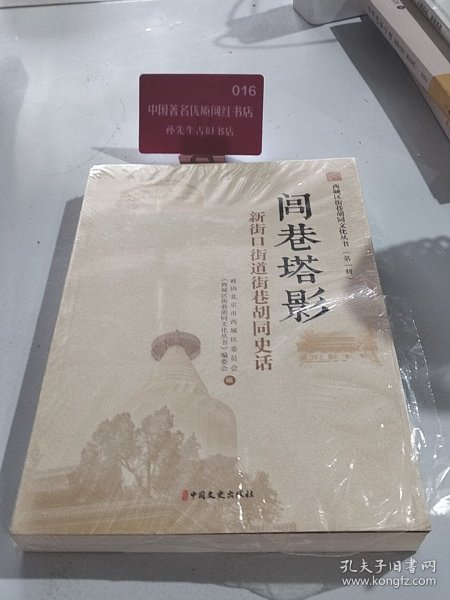 016
中国著名优质网红书店
孙先生古旧书店
西城区街巷胡同文化丛书（第一辑）
闾巷塔影
新街口街道街巷胡同史话
政协北京市西城区委员会
《西城区街巷胡同文化丛书》编委会
编
中国文史出版社
孔夫子旧书网
www.kongfz.com